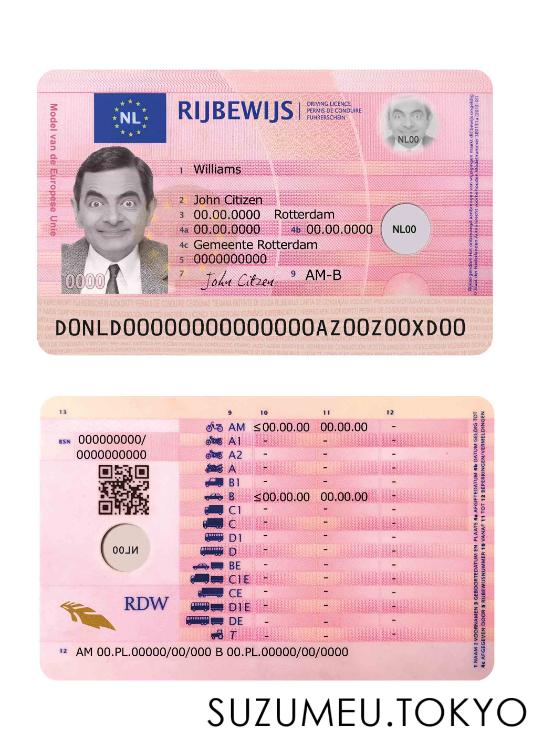 NL
RIJBEWIJS
DRIVING LICENCE
PERMIS DE CONDUIRE
FÜHRERSCHEIN
NL00
Model van de Europese Unie
1 Williams
2 John Citizen
3 00.00.0000 Rotterdam
4a 00.00.0000 4b 00.00.0000
NL00
4c Gemeente Rotterdam
5 0000000000
7 John Citzen 9 AM-B
0000
D0NLD000000000000000AZ00Z00XD00
13 9 10 11 12
AM ≤00.00.00 00.00.00 -
BSN 000000000/
0000000000
A1 - - -
A2 - - -
A - - -
B1 - - -
B ≤00.00.00 00.00.00 -
C1 - - -
C - - -
D1 - - -
D - - -
BE - - -
C1E - - -
CE - - -
D1E - - -
DE - - -
T - - -
NL00
RDW
12 AM 00.PL.00000/00/000 B 00.PL.00000/00/0000
SUZUMEU.TOKYO